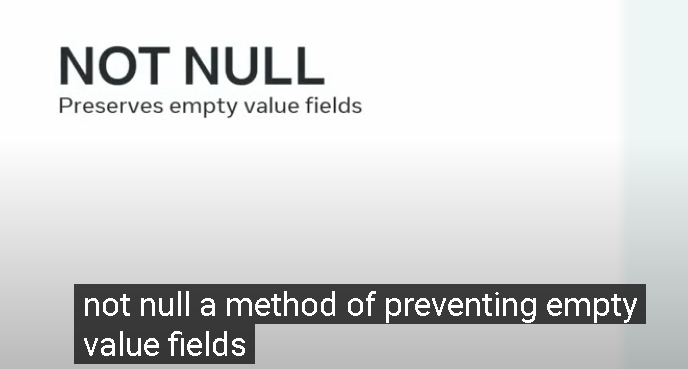 NOT NULL
Preserves empty value fields
not null a method of preventing empty
value fields